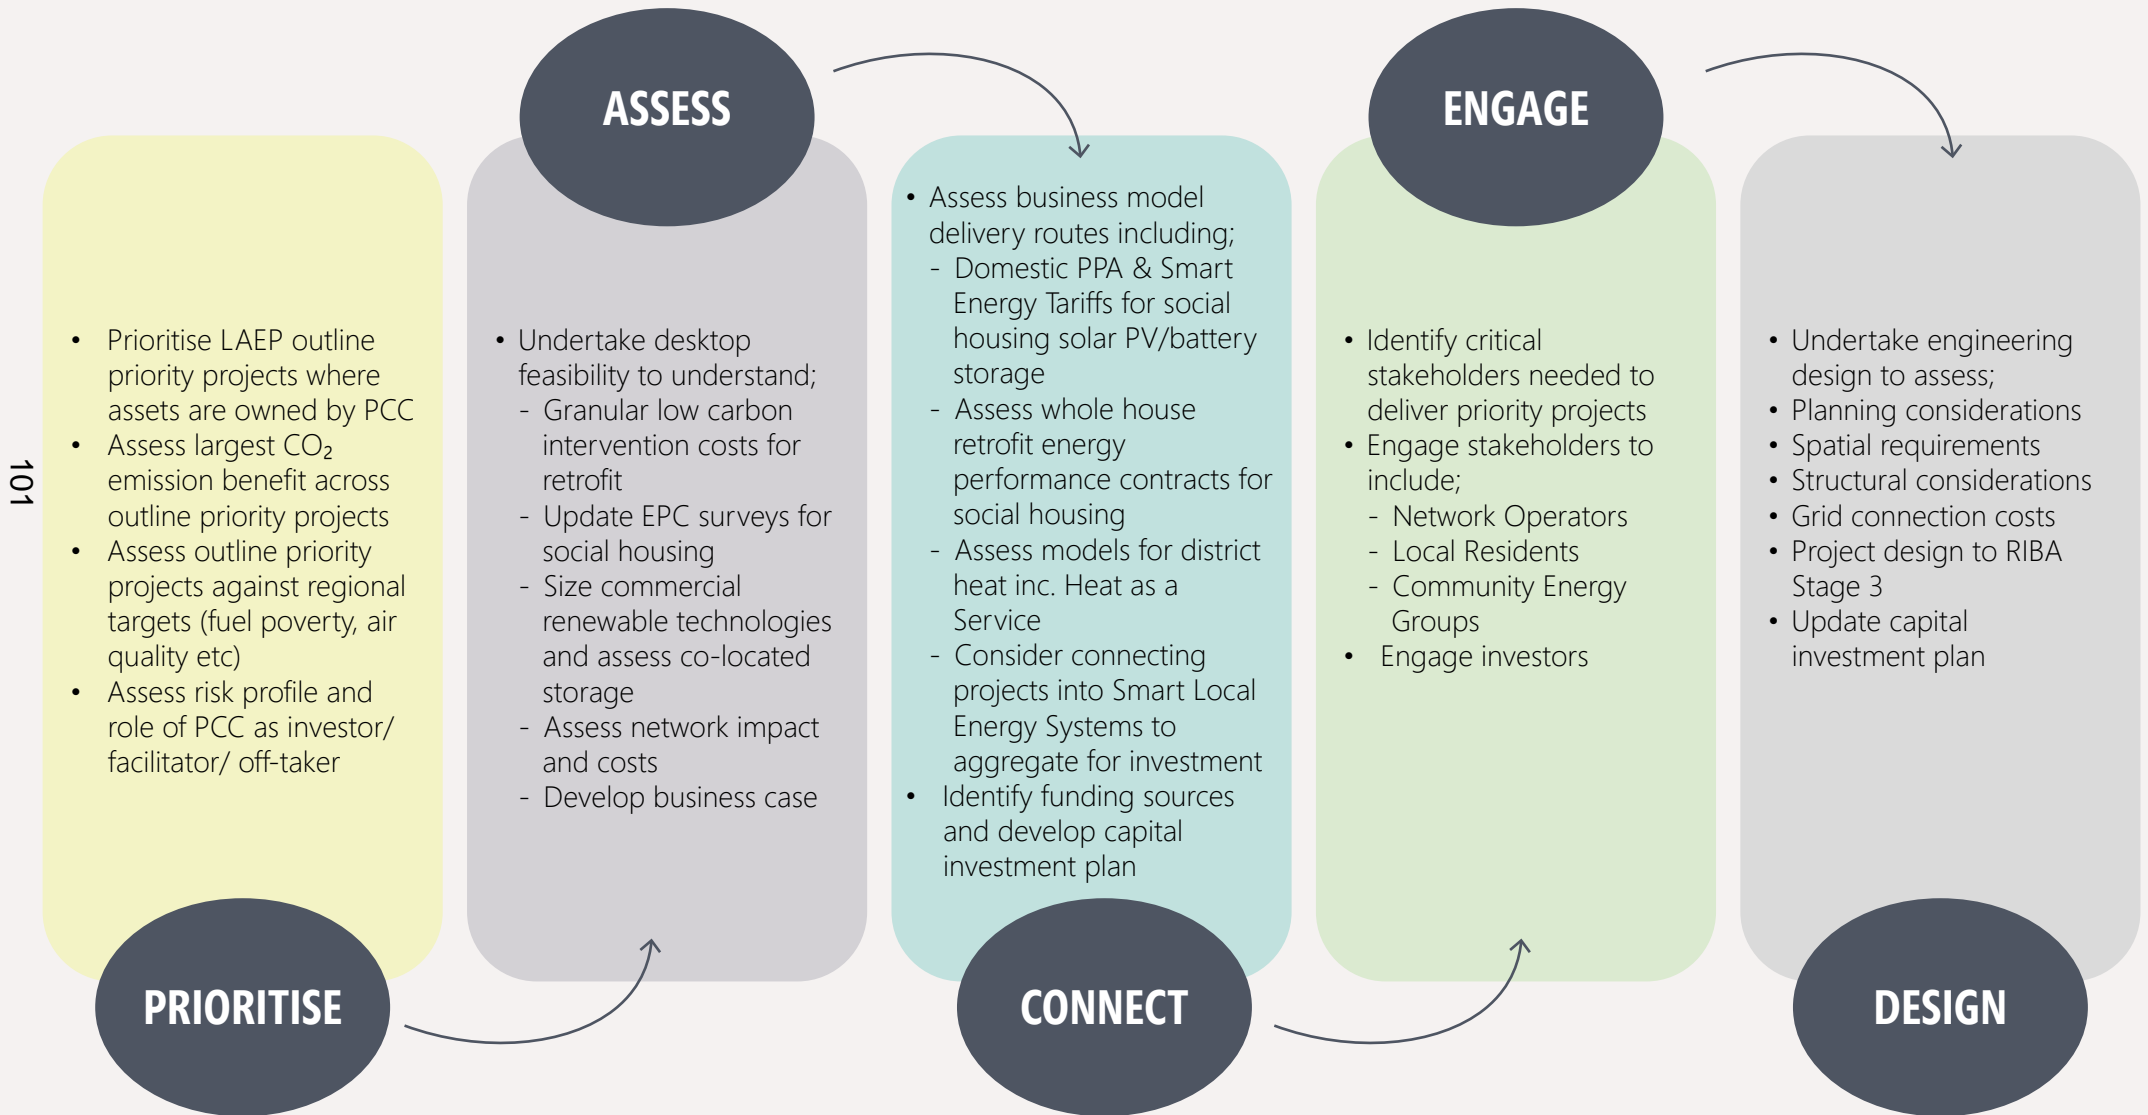 PRIORITISE
• Prioritise LAEP outline
priority projects where
assets are owned by PCC
• Assess largest CO₂
emission benefit across
outline priority projects
• Assess outline priority
projects against regional
targets (fuel poverty, air
quality etc)
• Assess risk profile and
role of PCC as investor/
facilitator/ off-taker
ASSESS
• Undertake desktop
feasibility to understand;
- Granular low carbon
intervention costs for
retrofit
- Update EPC surveys for
social housing
- Size commercial
renewable technologies
and assess co-located
storage
- Assess network impact
and costs
- Develop business case
CONNECT
• Assess business model
delivery routes including;
- Domestic PPA & Smart
Energy Tariffs for social
housing solar PV/battery
storage
- Assess whole house
retrofit energy
performance contracts for
social housing
- Assess models for district
heat inc. Heat as a
Service
- Consider connecting
projects into Smart Local
Energy Systems to
aggregate for investment
• Identify funding sources
and develop capital
investment plan
ENGAGE
• Identify critical
stakeholders needed to
deliver priority projects
• Engage stakeholders to
include;
- Network Operators
- Local Residents
- Community Energy
Groups
• Engage investors
DESIGN
• Undertake engineering
design to assess;
• Planning considerations
• Spatial requirements
• Structural considerations
• Grid connection costs
• Project design to RIBA
Stage 3
• Update capital
investment plan
101